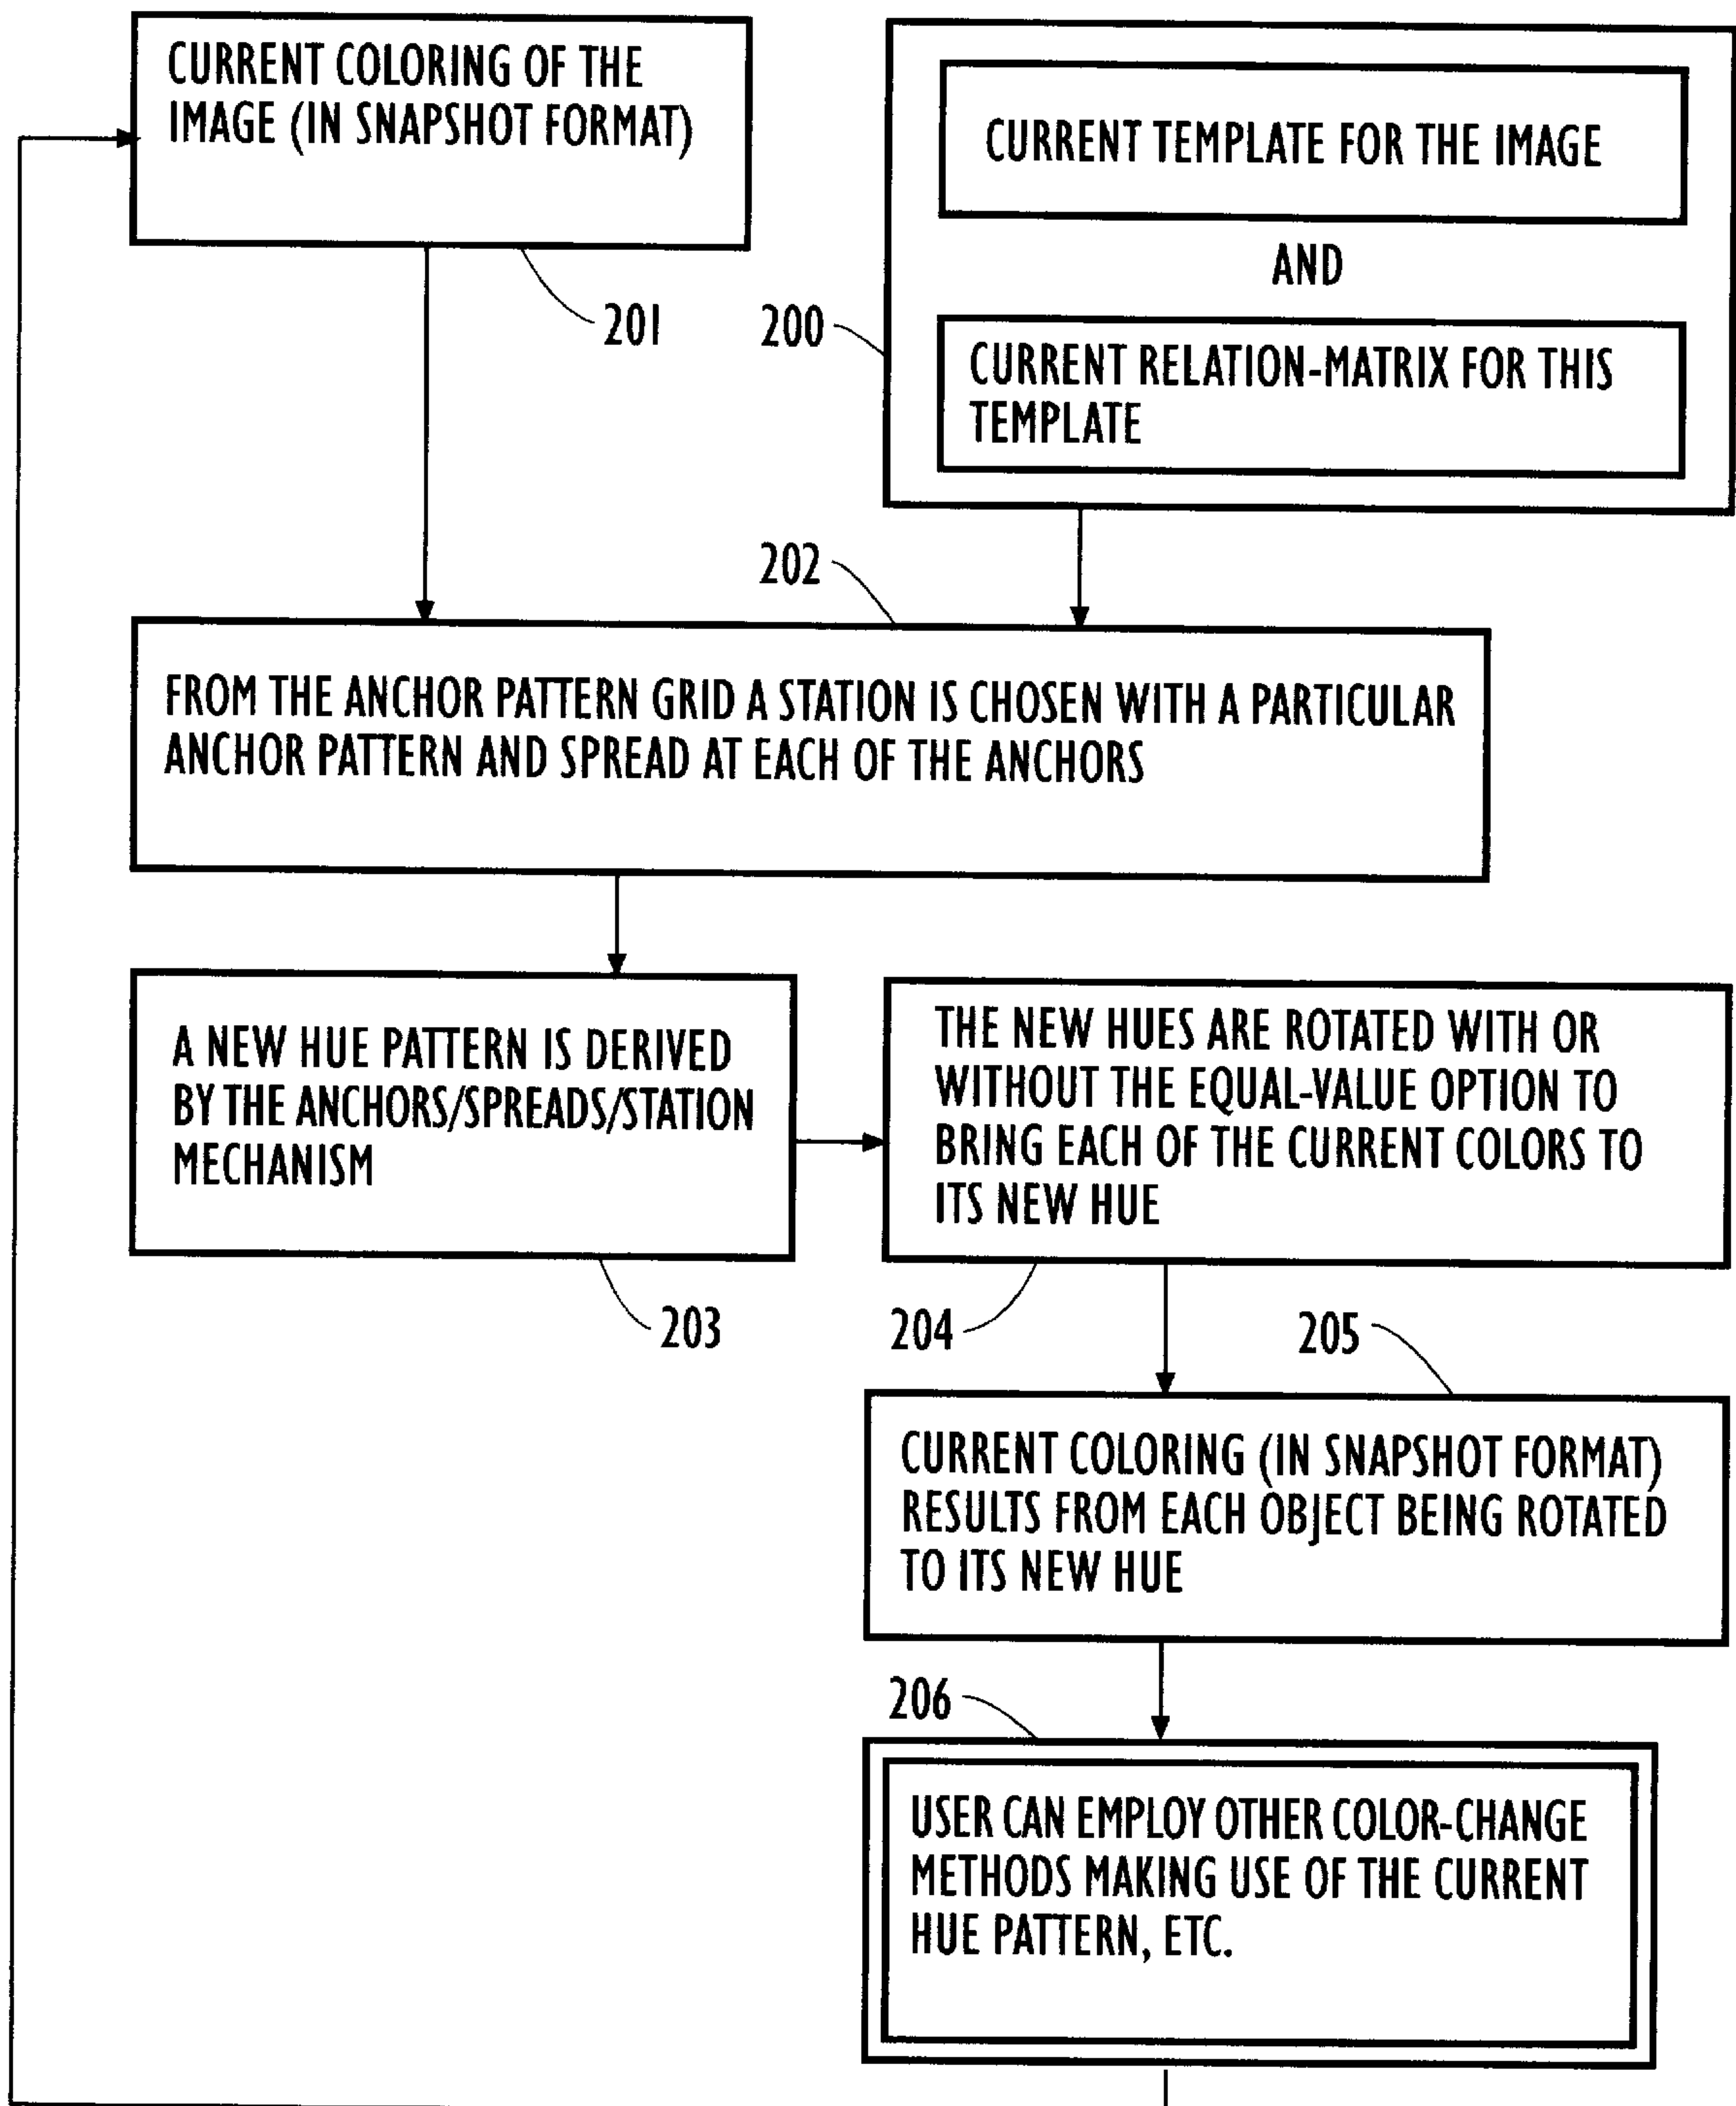 CURRENT COLORING OF THE
IMAGE (IN SNAPSHOT FORMAT)
201
CURRENT TEMPLATE FOR THE IMAGE
AND
200
CURRENT RELATION-MATRIX FOR THIS
TEMPLATE
202
FROM THE ANCHOR PATTERN GRID A STATION IS CHOSEN WITH A PARTICULAR
ANCHOR PATTERN AND SPREAD AT EACH OF THE ANCHORS
A NEW HUE PATTERN IS DERIVED
BY THE ANCHORS/SPREADS/STATION
MECHANISM
203
THE NEW HUES ARE ROTATED WITH OR
WITHOUT THE EQUAL-VALUE OPTION TO
BRING EACH OF THE CURRENT COLORS TO
ITS NEW HUE
204
205
CURRENT COLORING (IN SNAPSHOT FORMAT)
RESULTS FROM EACH OBJECT BEING ROTATED
TO ITS NEW HUE
206
USER CAN EMPLOY OTHER COLOR-CHANGE
METHODS MAKING USE OF THE CURRENT
HUE PATTERN, ETC.